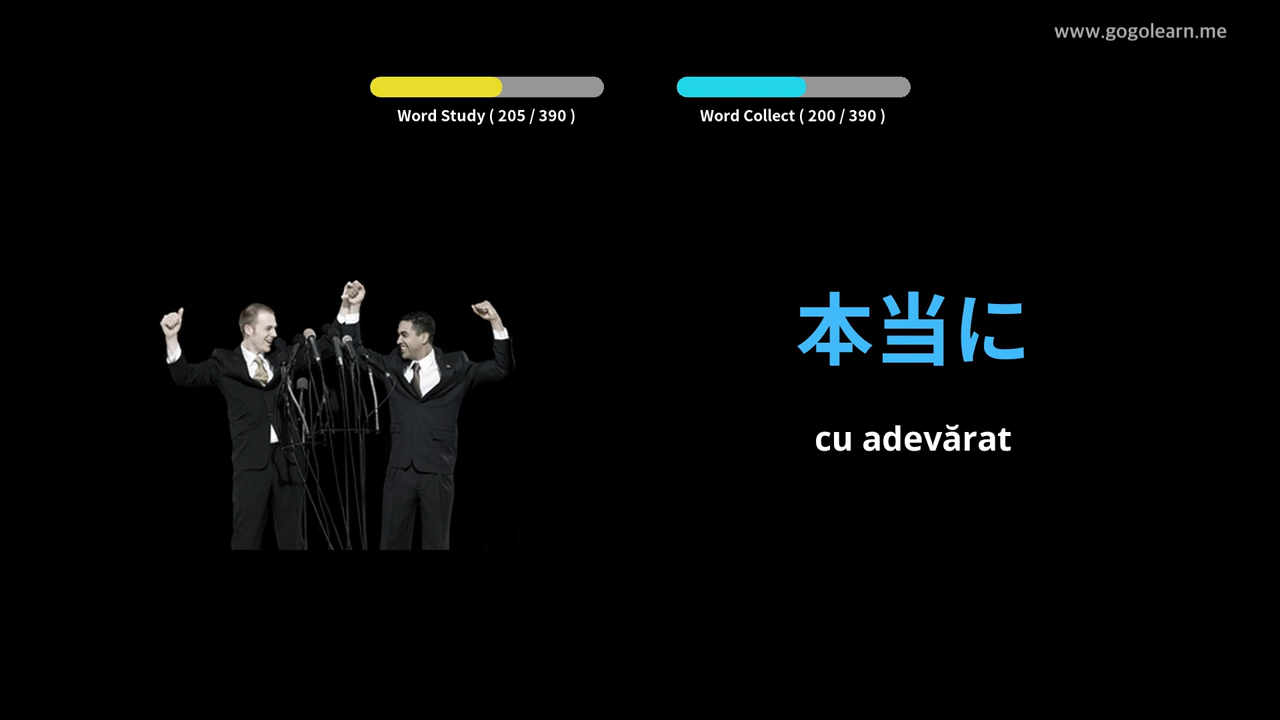 www.gogolearn.me
Word Study ( 205 / 390 )
Word Collect ( 200 / 390 )
本当に
cu adevărat